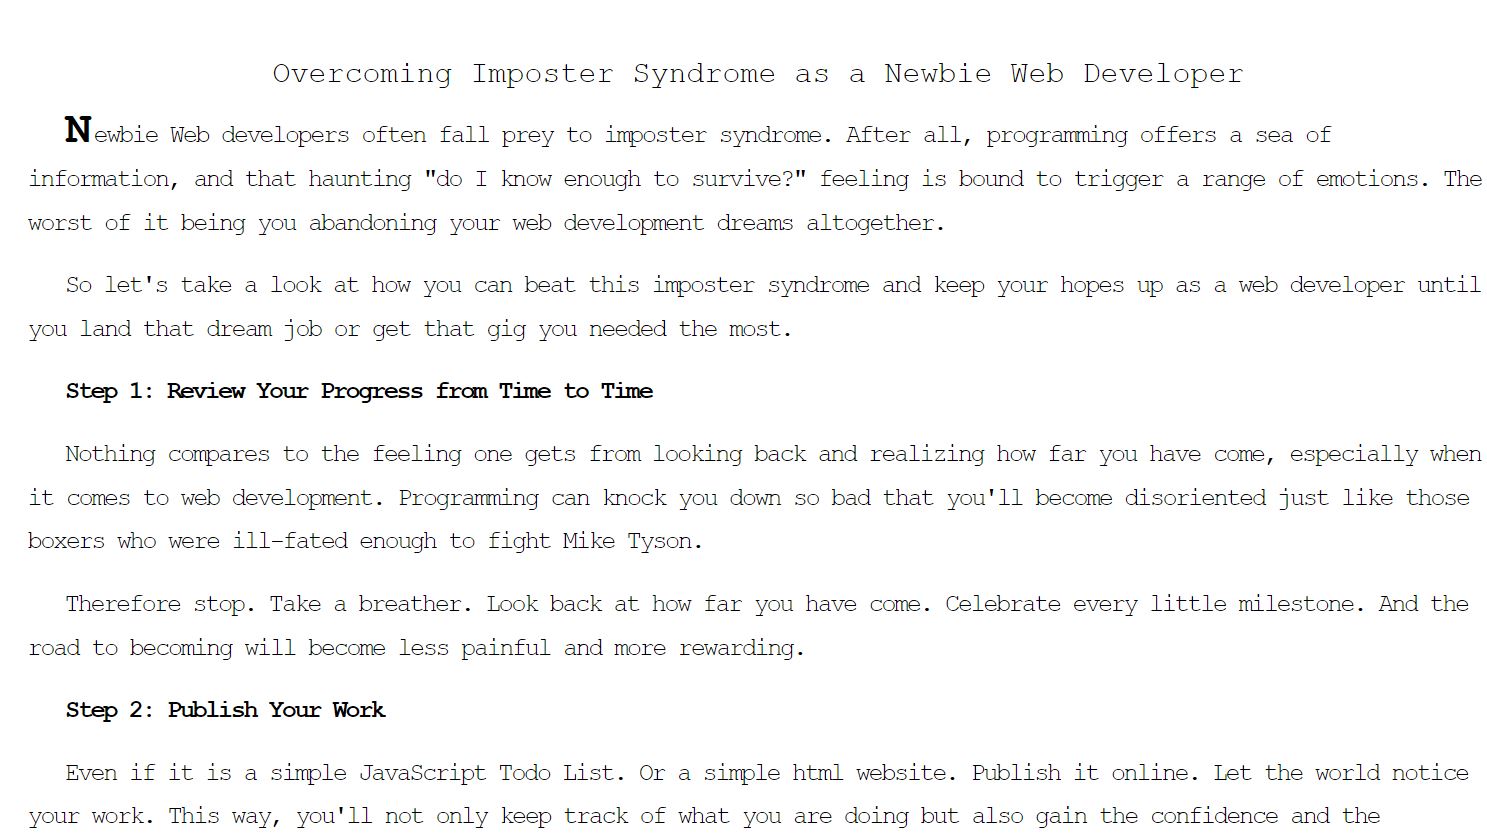 Overcoming Imposter Syndrome as a Newbie Web Developer
Newbie Web developers often fall prey to imposter syndrome. After all, programming offers a sea of
information, and that haunting "do I know enough to survive?" feeling is bound to trigger a range of emotions. The
worst of it being you abandoning your web development dreams altogether.
So let's take a look at how you can beat this imposter syndrome and keep your hopes up as a web developer until
you land that dream job or get that gig you needed the most.
Step 1: Review Your Progress from Time to Time
Nothing compares to the feeling one gets from looking back and realizing how far you have come, especially when
it comes to web development. Programming can knock you down so bad that you'll become disoriented just like those
boxers who were ill-fated enough to fight Mike Tyson.
Therefore stop. Take a breather. Look back at how far you have come. Celebrate every little milestone. And the
road to becoming will become less painful and more rewarding.
Step 2: Publish Your Work
Even if it is a simple JavaScript Todo List. Or a simple html website. Publish it online. Let the world notice
your work. This way, you'll not only keep track of what you are doing but also gain the confidence and the